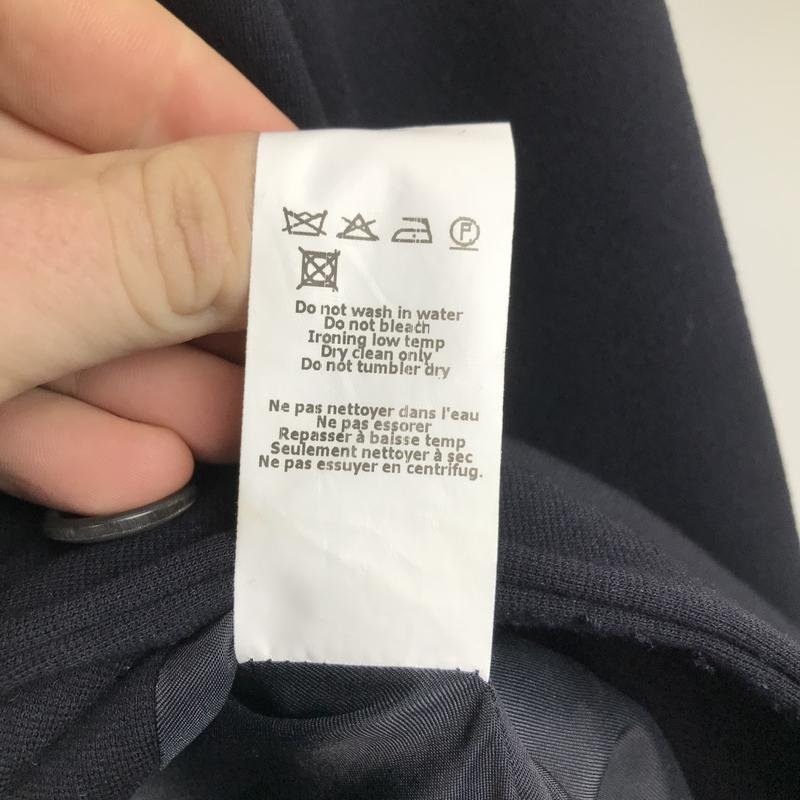 P
Do not wash in water
Do not bleach
Ironing low temp
Dry clean only
Do not tumbler dry
Ne pas nettoyer dans l'eau
Ne pas essorer
Repasser à baisse temp
Seulement nettoyer à sec
Ne pas essuyer en centrifug.